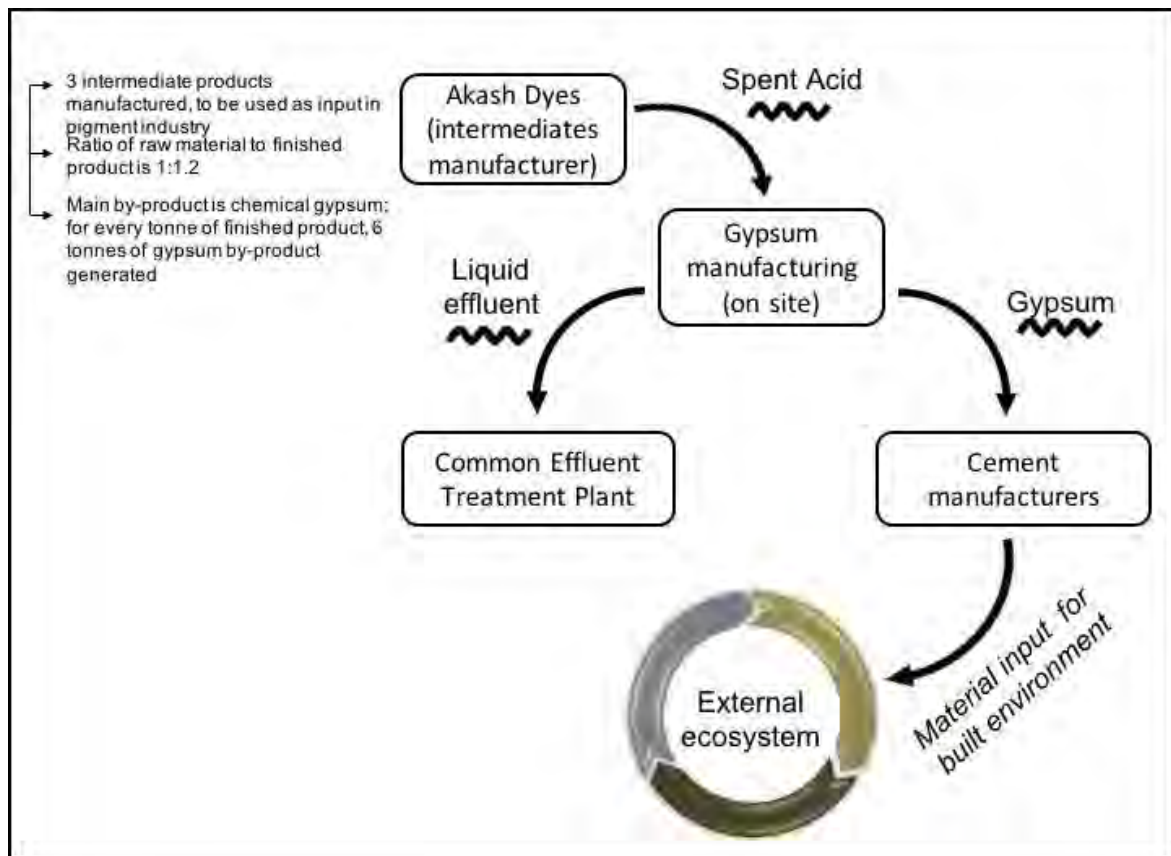 3 intermediate products
manufactured, to be used as input in
pigment industry
Ratio of raw material to finished
product is 1:1.2
Main by-product is chemical gypsum;
for every tonne of finished product, 6
tonnes of gypsum by-product
generated
Akash Dyes
(intermediates
manufacturer)
Spent Acid
Gypsum
manufacturing
(on site)
Liquid
effluent
Gypsum
Common Effluent
Treatment Plant
Cement
manufacturers
Material input for
built environment
External
ecosystem